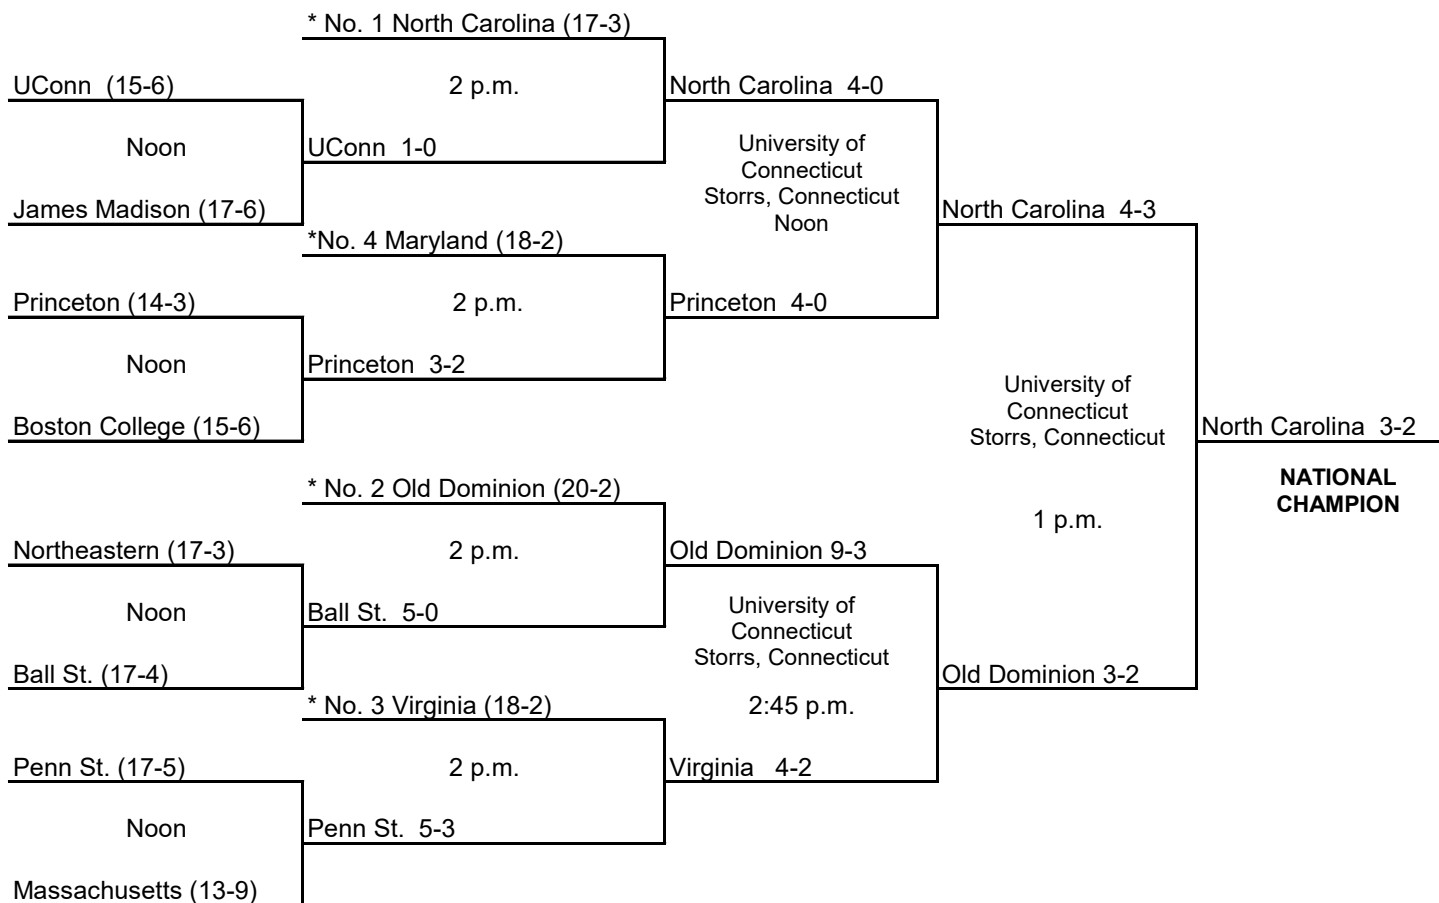 * No. 1 North Carolina (17-3)
UConn  (15-6)
2 p.m.
North Carolina  4-0
Noon
UConn  1-0
University of
Connecticut
Storrs, Connecticut
Noon
James Madison (17-6)
North Carolina  4-3
*No. 4 Maryland (18-2)
Princeton (14-3)
2 p.m.
Princeton  4-0
Noon
Princeton  3-2
University of
Connecticut
Storrs, Connecticut
Boston College (15-6)
North Carolina  3-2
NATIONAL
CHAMPION
* No. 2 Old Dominion (20-2)
1 p.m.
Northeastern (17-3)
2 p.m.
Old Dominion 9-3
Noon
Ball St.  5-0
University of
Connecticut
Storrs, Connecticut
Ball St. (17-4)
Old Dominion 3-2
* No. 3 Virginia (18-2)
2:45 p.m.
Penn St. (17-5)
2 p.m.
Virginia   4-2
Noon
Penn St.  5-3
Massachusetts (13-9)